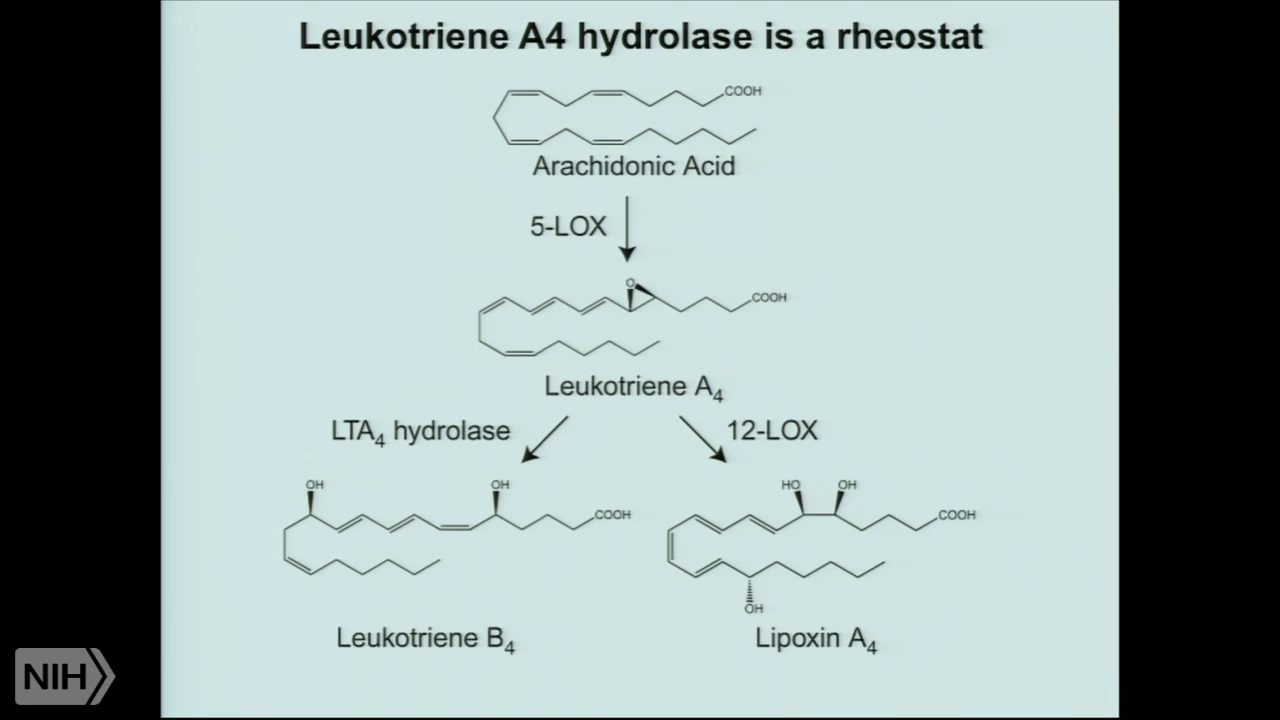 Leukotriene A4 hydrolase is a rheostat
COOH
Arachidonic Acid
5-LOX
O
COOH
Leukotriene A₄
LTA₄ hydrolase
12-LOX
OH
OH
COOH
HO
OH
COOH
OH
Leukotriene B₄
Lipoxin A₄
NIH